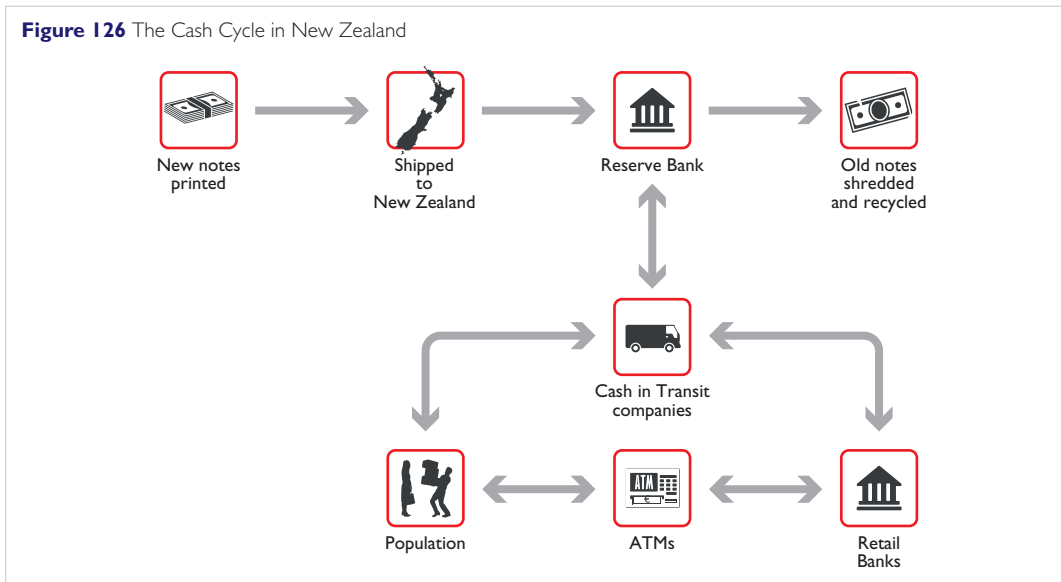 Figure 126 The Cash Cycle in New Zealand
New notes
printed
Shipped
to
New Zealand
Reserve Bank
Old notes
shredded
and recycled
Cash in Transit
companies
Population
ATM
ATMs
Retail
Banks